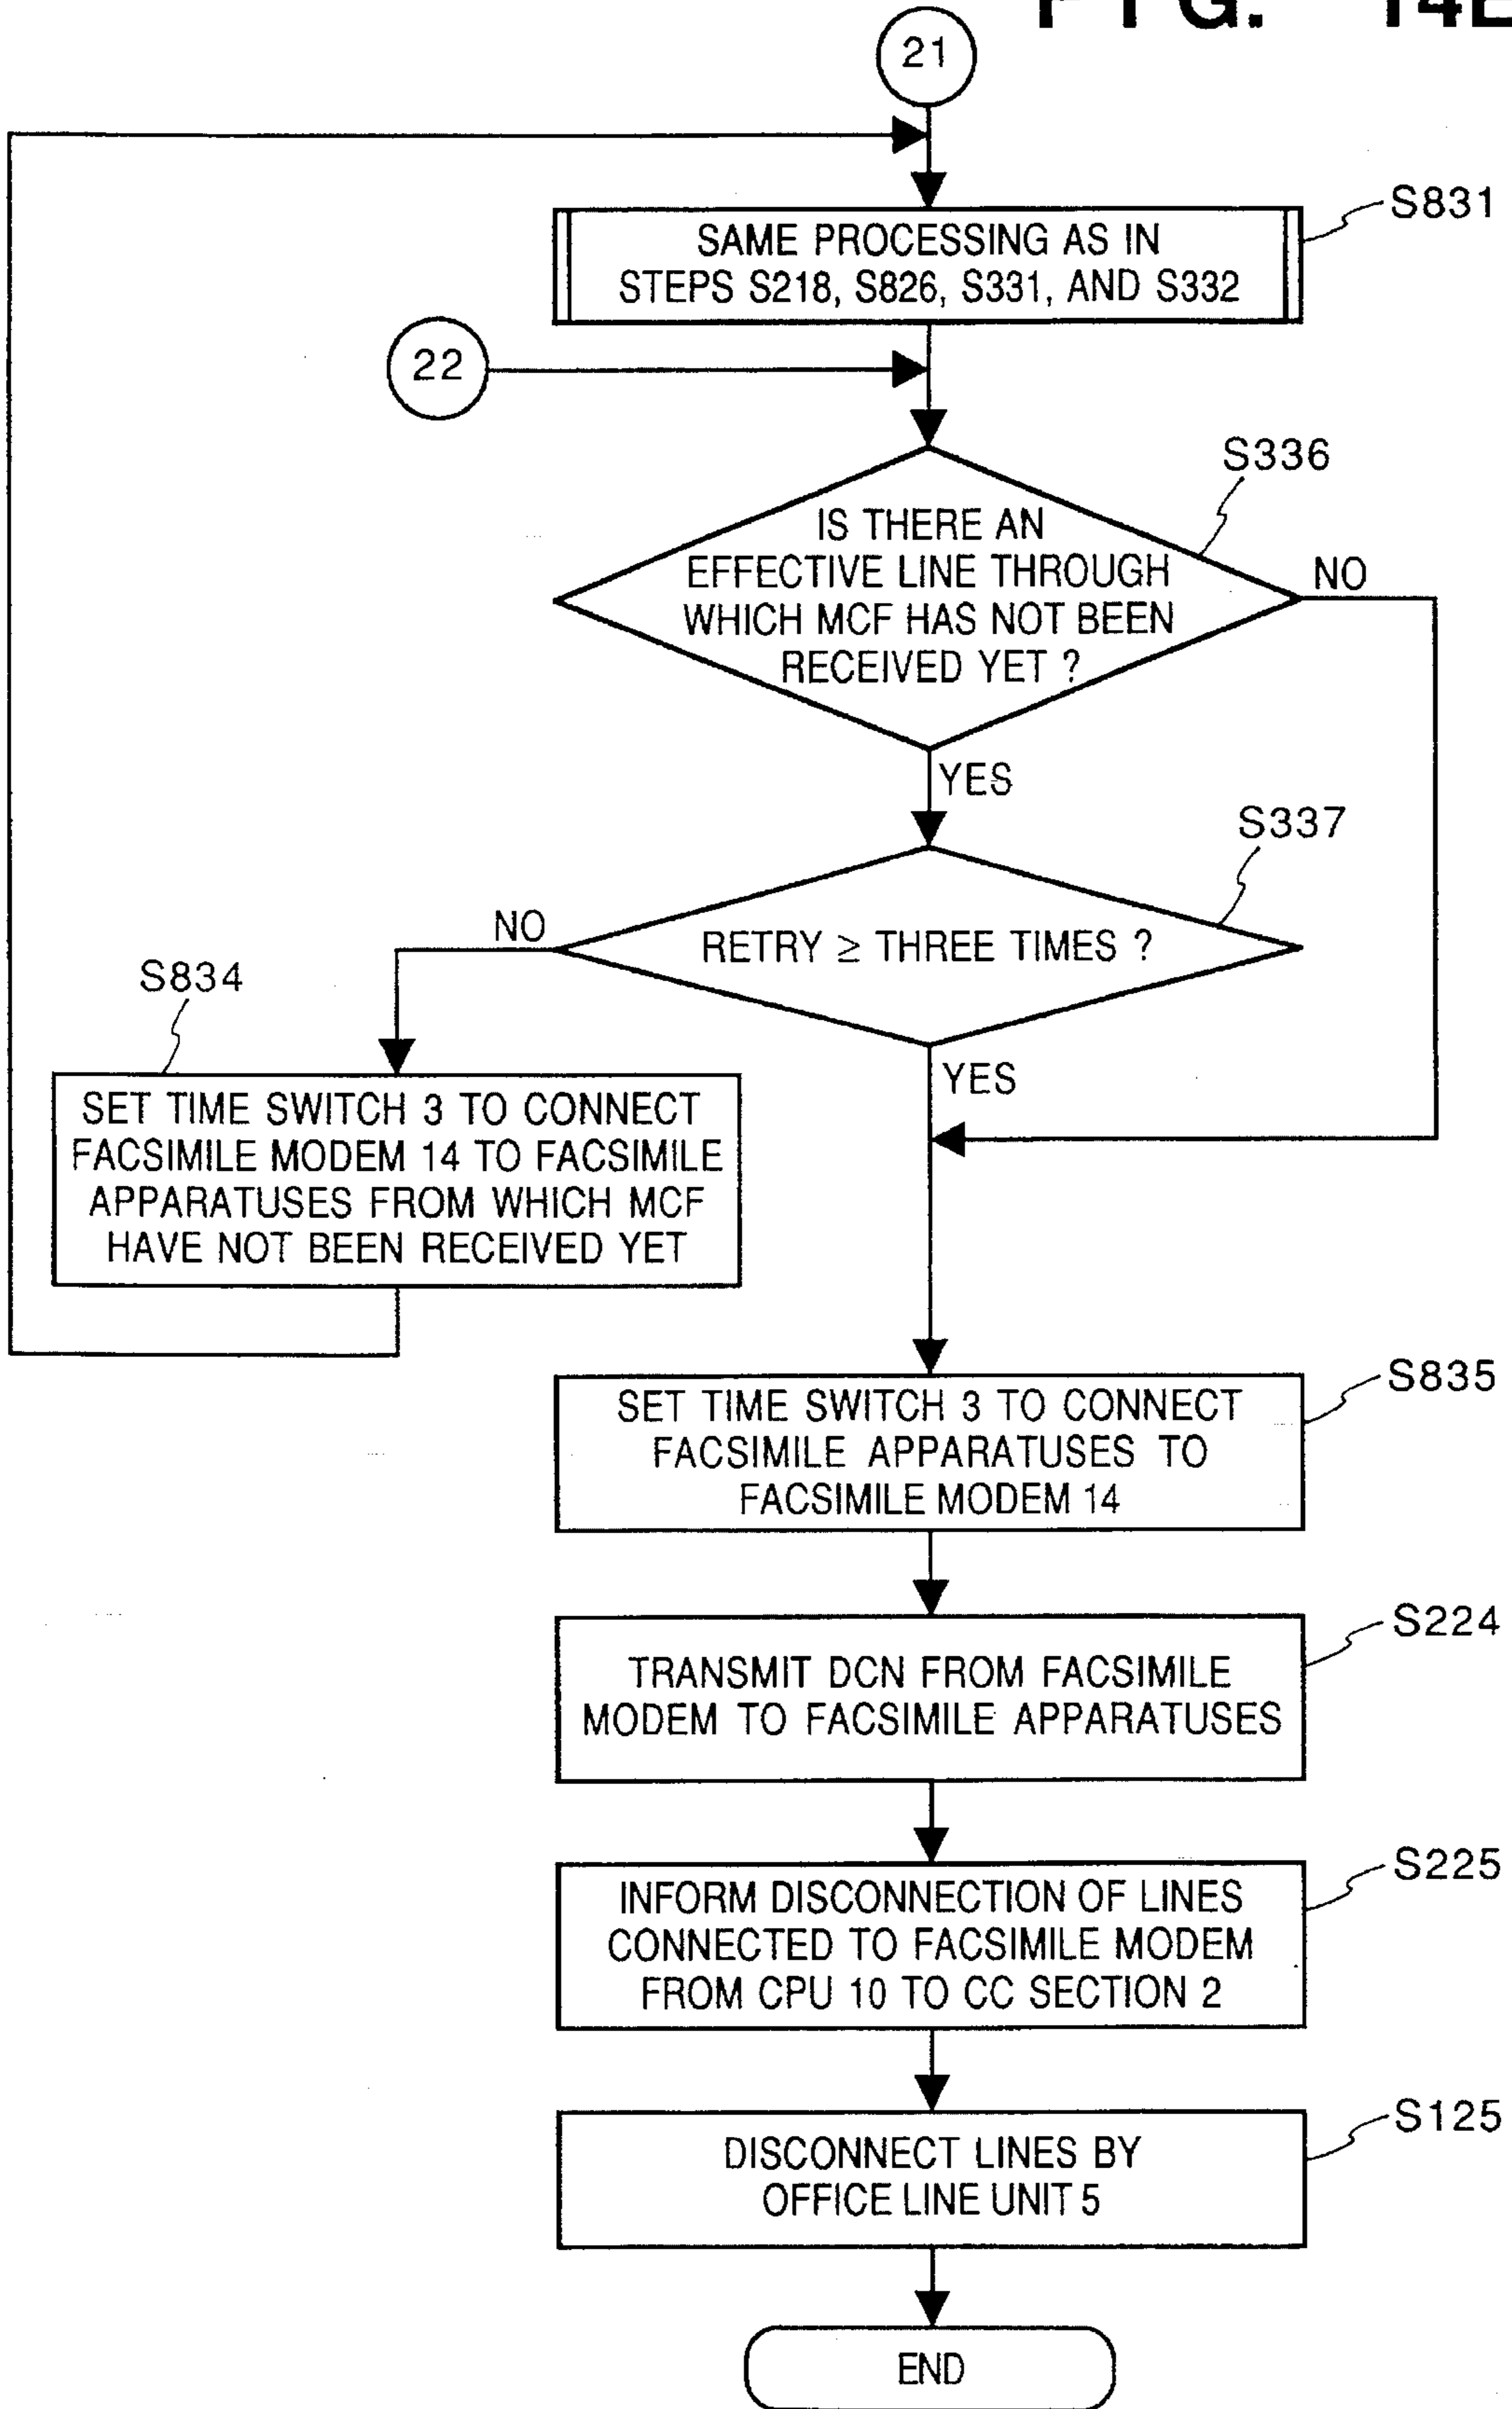 FIG. 14E
21
S831
SAME PROCESSING AS IN
STEPS S218, S826, S331, AND S332
22
S336
IS THERE AN
EFFECTIVE LINE THROUGH
WHICH MCF HAS NOT BEEN
RECEIVED YET ?
NO
YES
S337
RETRY ≥ THREE TIMES ?
NO
S834
YES
SET TIME SWITCH 3 TO CONNECT
FACSIMILE MODEM 14 TO FACSIMILE
APPARATUSES FROM WHICH MCF
HAVE NOT BEEN RECEIVED YET
S835
SET TIME SWITCH 3 TO CONNECT
FACSIMILE APPARATUSES TO
FACSIMILE MODEM 14
S224
TRANSMIT DCN FROM FACSIMILE
MODEM TO FACSIMILE APPARATUSES
S225
INFORM DISCONNECTION OF LINES
CONNECTED TO FACSIMILE MODEM
FROM CPU 10 TO CC SECTION 2
S125
DISCONNECT LINES BY
OFFICE LINE UNIT 5
END